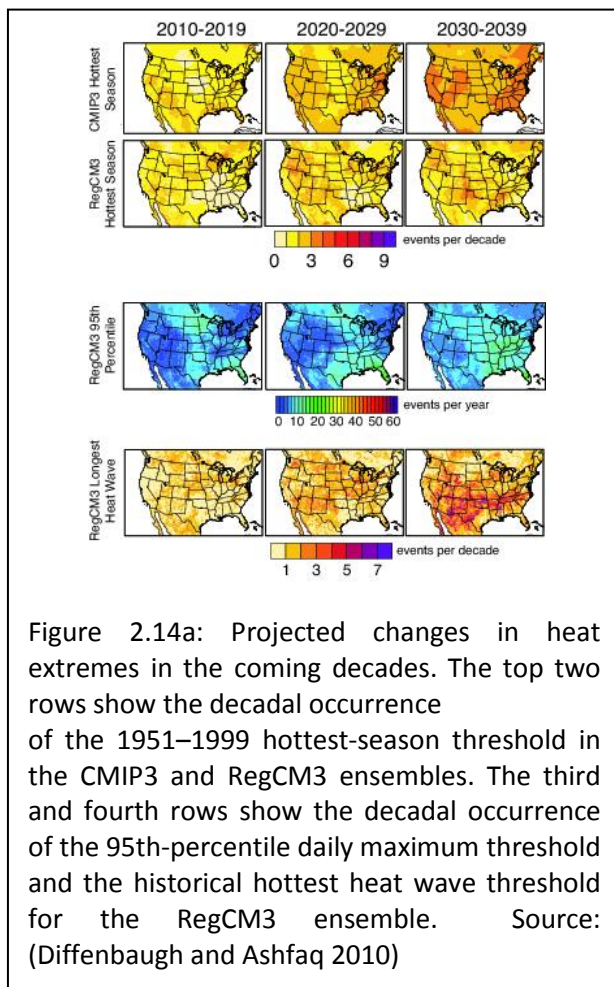 2010-2019 2020-2029 2030-2039
CMIP3 Hottest
Season
RegCM3
Hottest Season
events per decade
0 3 6 9
RegCM3 95th
Percentile
events per year
0 10 20 30 40 50 60
RegCM3 Longest
Heat Wave
events per decade
1 3 5 7
Figure 2.14a: Projected changes in heat
extremes in the coming decades. The top two
rows show the decadal occurrence
of the 1951–1999 hottest-season threshold in
the CMIP3 and RegCM3 ensembles. The third
and fourth rows show the decadal occurrence
of the 95th-percentile daily maximum threshold
and the historical hottest heat wave threshold
for the RegCM3 ensemble. Source:
(Diffenbaugh and Ashfaq 2010)